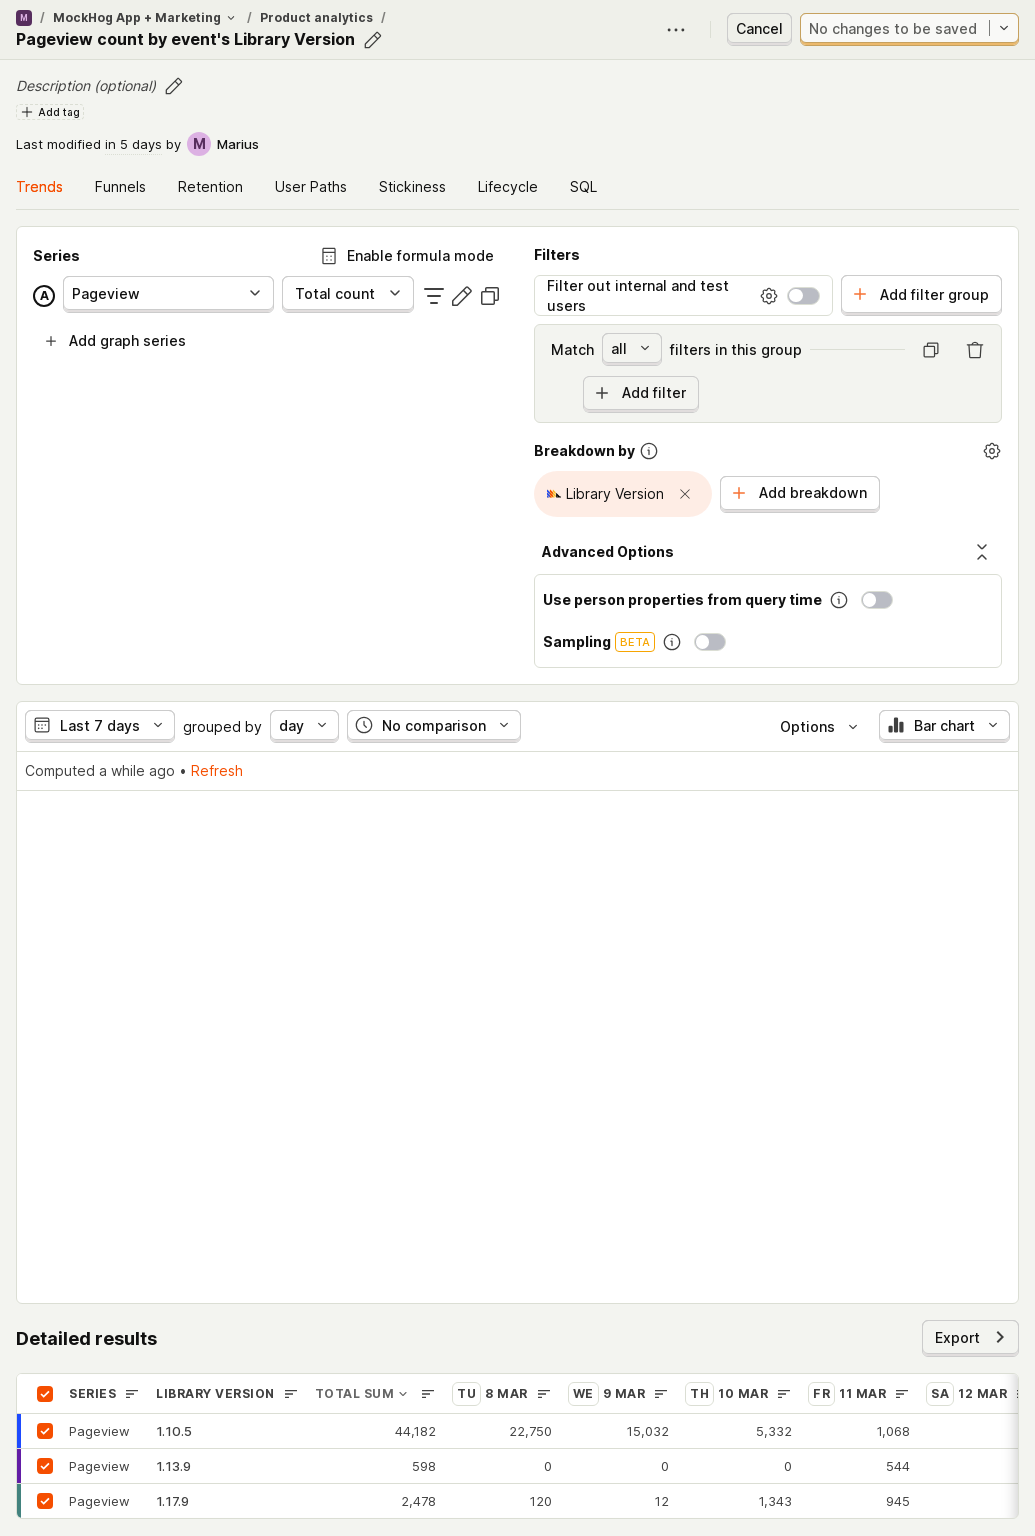 M / MockHog App + Marketing / Product analytics /
Pageview count by event's Library Version
Cancel
No changes to be saved
Description (optional)
Add tag
Last modified in 5 days by M Marius
Trends Funnels Retention User Paths Stickiness Lifecycle SQL
Series
Enable formula mode
A Pageview Total count
Add graph series
Filters
Filter out internal and test
users
Add filter group
Match all filters in this group
Add filter
Breakdown by
Library Version
Add breakdown
Advanced Options
Use person properties from query time
Sampling BETA
Last 7 days grouped by day No comparison Options Bar chart
Computed a while ago • Refresh
Detailed results
Export
SERIES LIBRARY VERSION TOTAL SUM TU 8 MAR WE 9 MAR TH 10 MAR FR 11 MAR SA 12 MAR
Pageview 1.10.5 44,182 22,750 15,032 5,332 1,068
Pageview 1.13.9 598 0 0 0 544
Pageview 1.17.9 2,478 120 12 1,343 945